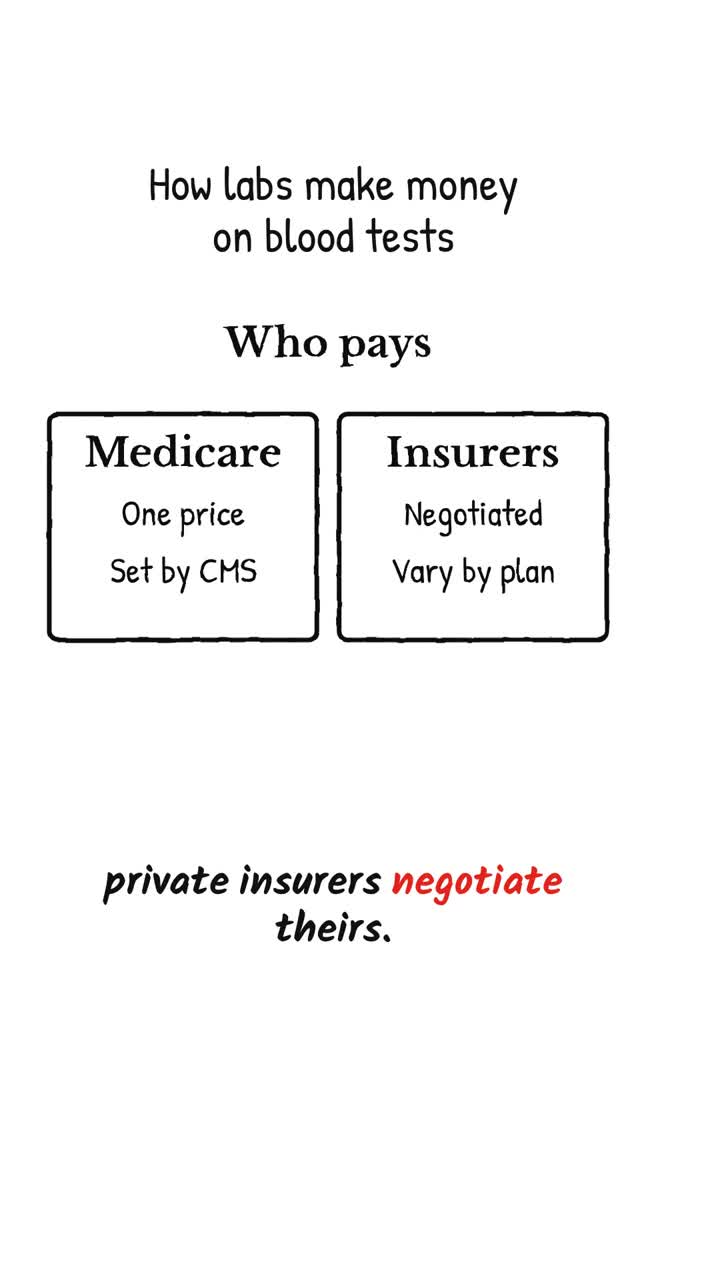 How labs make money
on blood tests
Who pays
Medicare
One price
Set by CMS
Insurers
Negotiated
Vary by plan
private insurers negotiate
theirs.